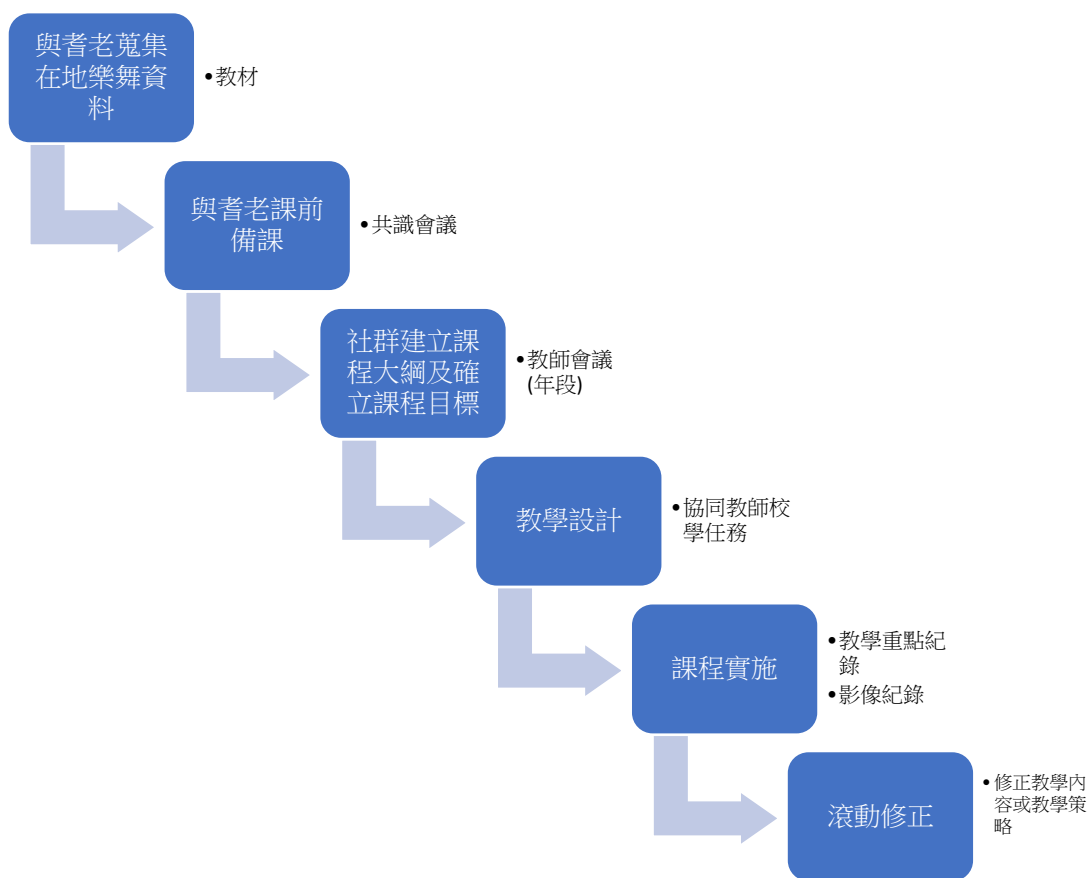 與耆老蒐集
在地樂舞資
料
•教材
與耆老課前
備課
•共識會議
社群建立課
程大綱及確
立課程目標
•教師會議
(年段)
教學設計
•協同教師校
學任務
課程實施
•教學重點紀
錄
•影像紀錄
滾動修正
•修正教學內
容或教學策
略